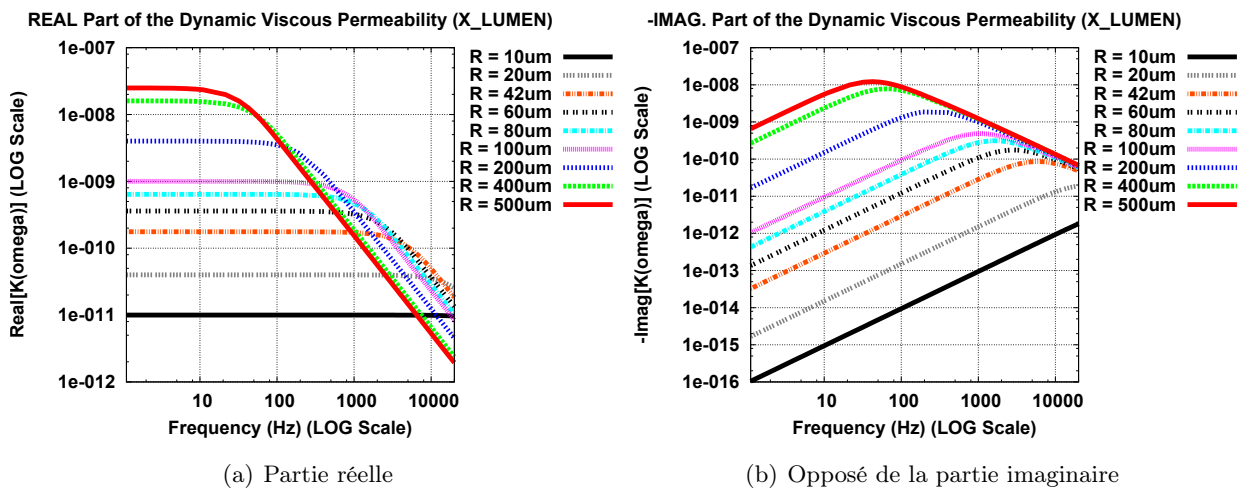 REAL Part of the Dynamic Viscous Permeability (X_LUMEN)
Real[K(omega)] (LOG Scale)
1e-007
1e-008
1e-009
1e-010
1e-011
1e-012
10
100
1000
10000
Frequency (Hz) (LOG Scale)
R = 10um
R = 20um
R = 42um
R = 60um
R = 80um
R = 100um
R = 200um
R = 400um
R = 500um
(a) Partie réelle
-IMAG. Part of the Dynamic Viscous Permeability (X_LUMEN)
-Imag[K(omega)] (LOG Scale)
1e-007
1e-008
1e-009
1e-010
1e-011
1e-012
1e-013
1e-014
1e-015
1e-016
10
100
1000
10000
Frequency (Hz) (LOG Scale)
R = 10um
R = 20um
R = 42um
R = 60um
R = 80um
R = 100um
R = 200um
R = 400um
R = 500um
(b) Opposé de la partie imaginaire